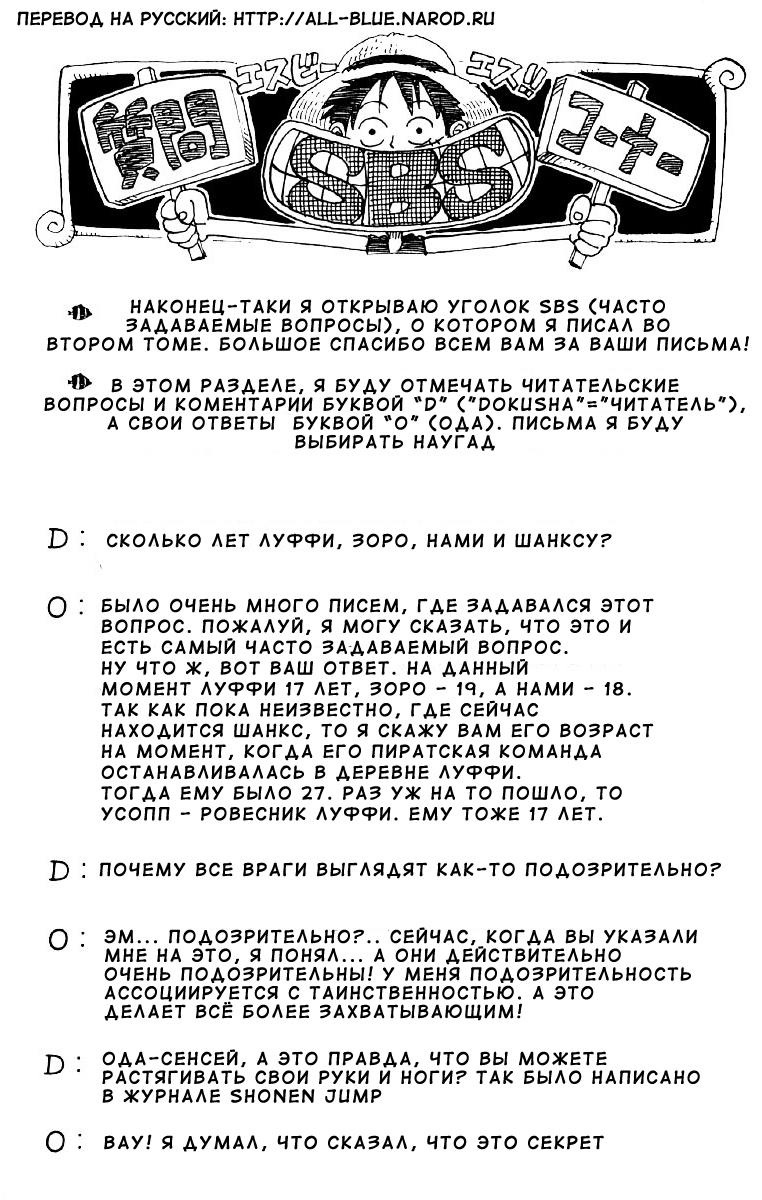 ПЕРЕВОД НА РУССКИЙ: HTTP://ALL-BLUE.NAROD.RU
エスビーエス!!
質問
SBS
コーナー
НАКОНЕЦ-ТАКИ Я ОТКРЫВАЮ УГОЛОК SBS (ЧАСТО
ЗАДАВАЕМЫЕ ВОПРОСЫ), О КОТОРОМ Я ПИСАЛ ВО
ВТОРОМ ТОМЕ. БОЛЬШОЕ СПАСИБО ВСЕМ ВАМ ЗА ВАШИ ПИСЬМА!
В ЭТОМ РАЗДЕЛЕ, Я БУДУ ОТМЕЧАТЬ ЧИТАТЕЛЬСКИЕ
ВОПРОСЫ И КОМЕНТАРИИ БУКВОЙ "D" ("DOKUSHA"="ЧИТАТЕЛЬ"),
А СВОИ ОТВЕТЫ БУКВОЙ "О" (ОДА). ПИСЬМА Я БУДУ
ВЫБИРАТЬ НАУГАД
D: СКОЛЬКО ЛЕТ ЛУФФИ, ЗОРО, НАМИ И ШАНКСУ?
O: БЫЛО ОЧЕНЬ МНОГО ПИСЕМ, ГДЕ ЗАДАВАЛСЯ ЭТОТ
ВОПРОС. ПОЖАЛУЙ, Я МОГУ СКАЗАТЬ, ЧТО ЭТО И
ЕСТЬ САМЫЙ ЧАСТО ЗАДАВАЕМЫЙ ВОПРОС.
НУ ЧТО Ж, ВОТ ВАШ ОТВЕТ. НА ДАННЫЙ
МОМЕНТ ЛУФФИ 17 ЛЕТ, ЗОРО - 19, А НАМИ - 18.
ТАК КАК ПОКА НЕИЗВЕСТНО, ГДЕ СЕЙЧАС
НАХОДИТСЯ ШАНКС, ТО Я СКАЖУ ВАМ ЕГО ВОЗРАСТ
НА МОМЕНТ, КОГДА ЕГО ПИРАТСКАЯ КОМАНДА
ОСТАНАВЛИВАЛАСЬ В ДЕРЕВНЕ ЛУФФИ.
ТОГДА ЕМУ БЫЛО 27. РАЗ УЖ НА ТО ПОШЛО, ТО
УСОПП - РОВЕСНИК ЛУФФИ. ЕМУ ТОЖЕ 17 ЛЕТ.
D: ПОЧЕМУ ВСЕ ВРАГИ ВЫГЛЯДЯТ КАК-ТО ПОДОЗРИТЕЛЬНО?
O: ЭМ... ПОДОЗРИТЕЛЬНО?.. СЕЙЧАС, КОГДА ВЫ УКАЗАЛИ
МНЕ НА ЭТО, Я ПОНЯЛ... А ОНИ ДЕЙСТВИТЕЛЬНО
ОЧЕНЬ ПОДОЗРИТЕЛЬНЫ! У МЕНЯ ПОДОЗРИТЕЛЬНОСТЬ
АССОЦИИРУЕТСЯ С ТАИНСТВЕННОСТЬЮ. А ЭТО
ДЕЛАЕТ ВСЁ БОЛЕЕ ЗАХВАТЫВАЮЩИМ!
D: ОДА-СЕНСЕЙ, А ЭТО ПРАВДА, ЧТО ВЫ МОЖЕТЕ
РАСТЯГИВАТЬ СВОИ РУКИ И НОГИ? ТАК БЫЛО НАПИСАНО
В ЖУРНАЛЕ SHONEN JUMP
O: ВАУ! Я ДУМАЛ, ЧТО СКАЗАЛ, ЧТО ЭТО СЕКРЕТ